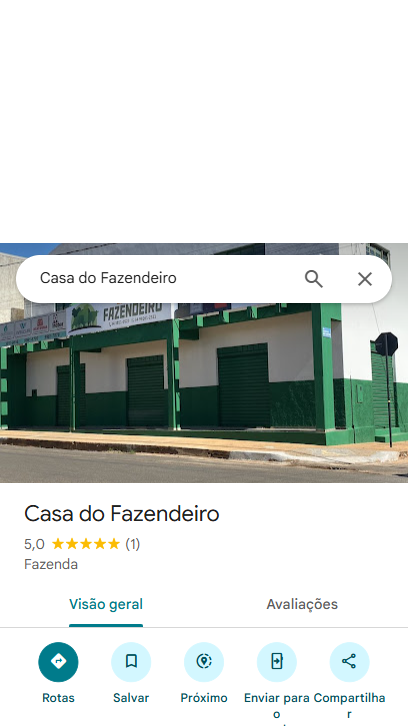 Casa do Fazendeiro
FAZENDEIRO
Casa do Fazendeiro
5,0 (1)
Fazenda
Visão geral
Avaliações
Rotas
Salvar
Próximo
Enviar para
o
Compartilha
r